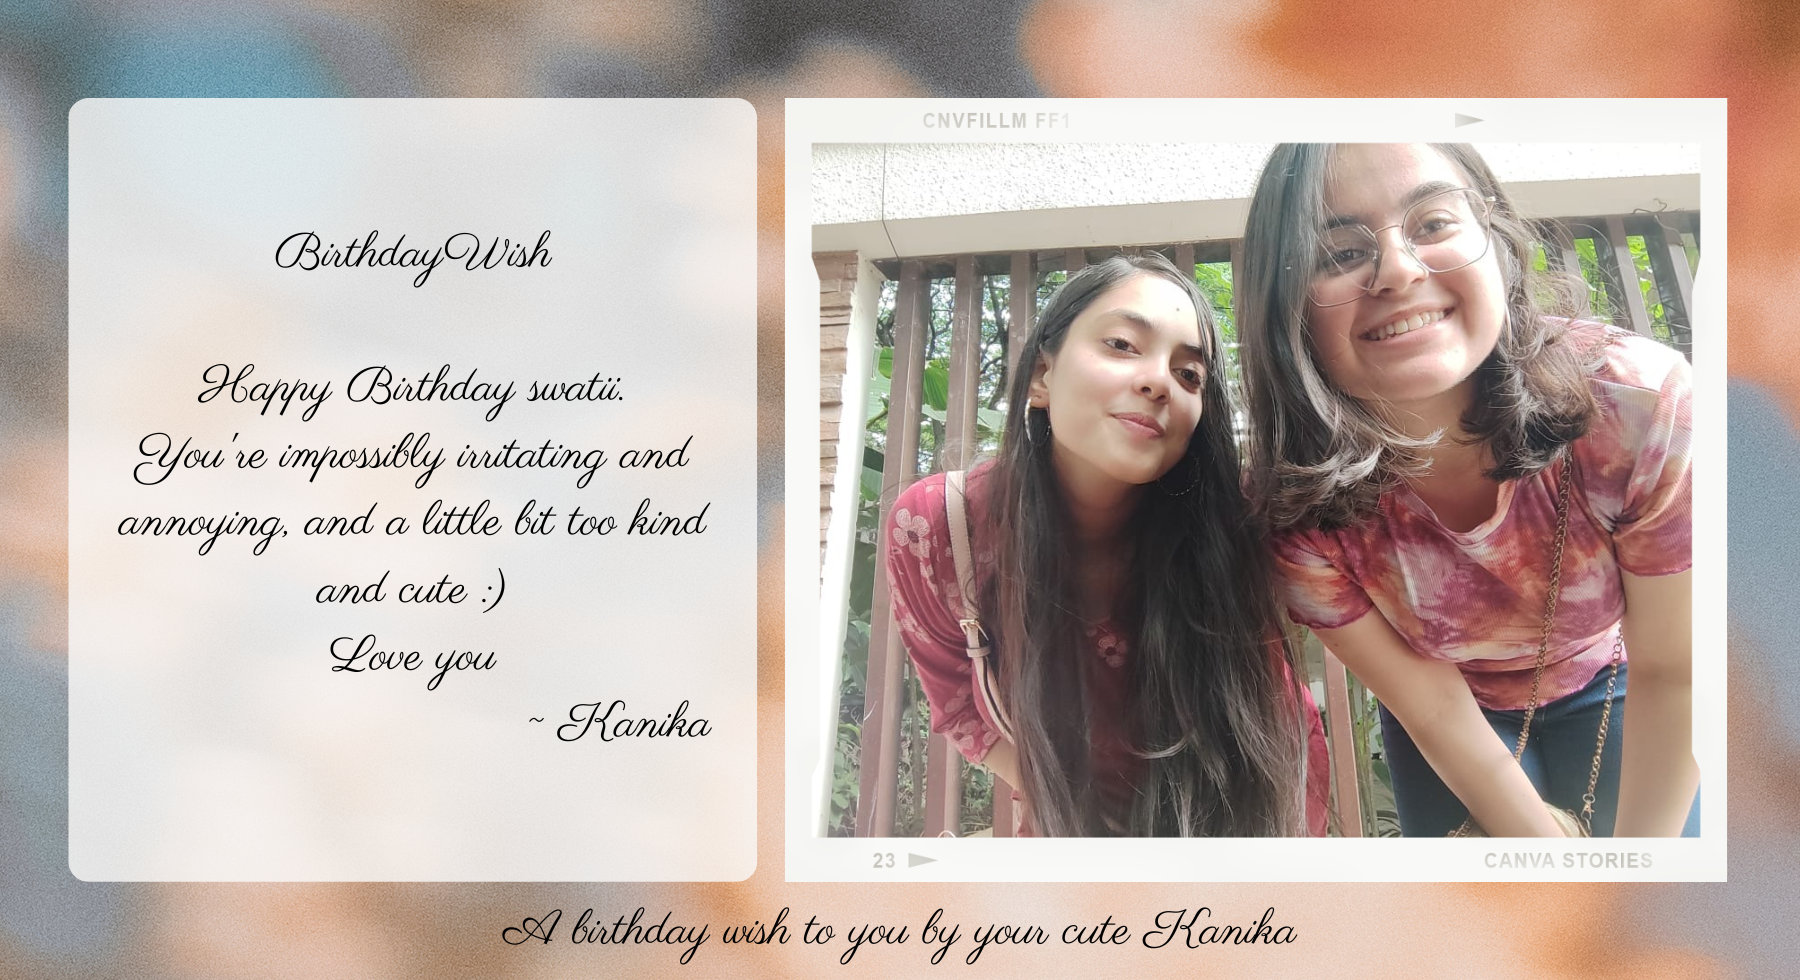 BirthdayWish
Happy Birthday swatii.
You're impossibly irritating and
annoying, and a little bit too kind
and cute :)
Love you
~ Kanika
CNVFILLM FF1
23
CANVA STORIES
A birthday wish to you by your cute Kanika